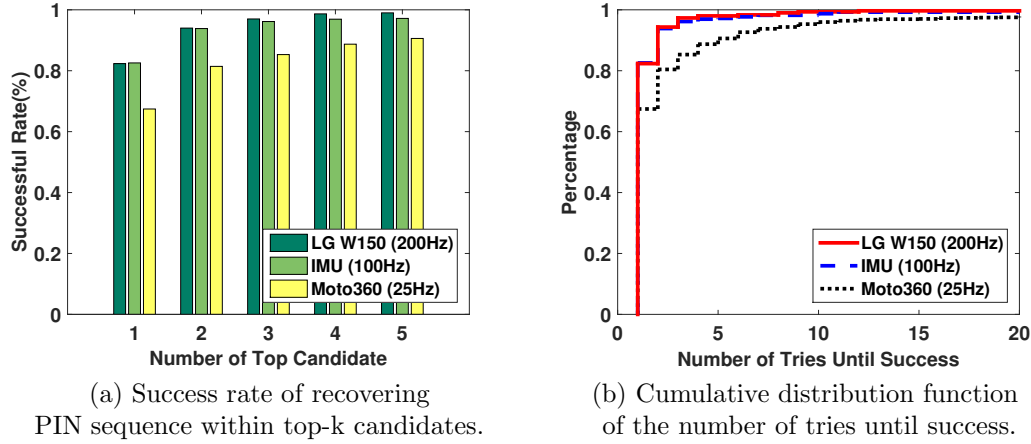 Successful Rate(%)
1
0.8
0.6
0.4
0.2
0
LG W150 (200Hz)
IMU (100Hz)
Moto360 (25Hz)
1 2 3 4 5
Number of Top Candidate
(a) Success rate of recovering
PIN sequence within top-k candidates.
Percentage
1
0.8
0.6
0.4
0.2
0
LG W150 (200Hz)
IMU (100Hz)
Moto360 (25Hz)
0 5 10 15 20
Number of Tries Until Success
(b) Cumulative distribution function
of the number of tries until success.